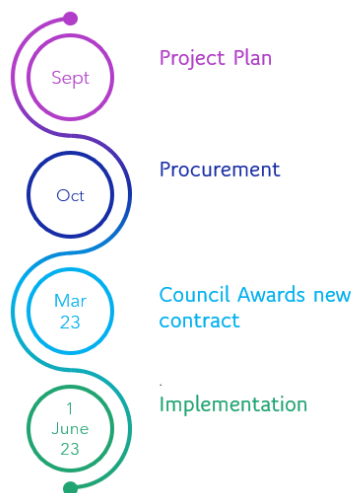 Sept
Project Plan
Oct
Procurement
Mar
23
Council Awards new
contract
.
1
June
23
Implementation